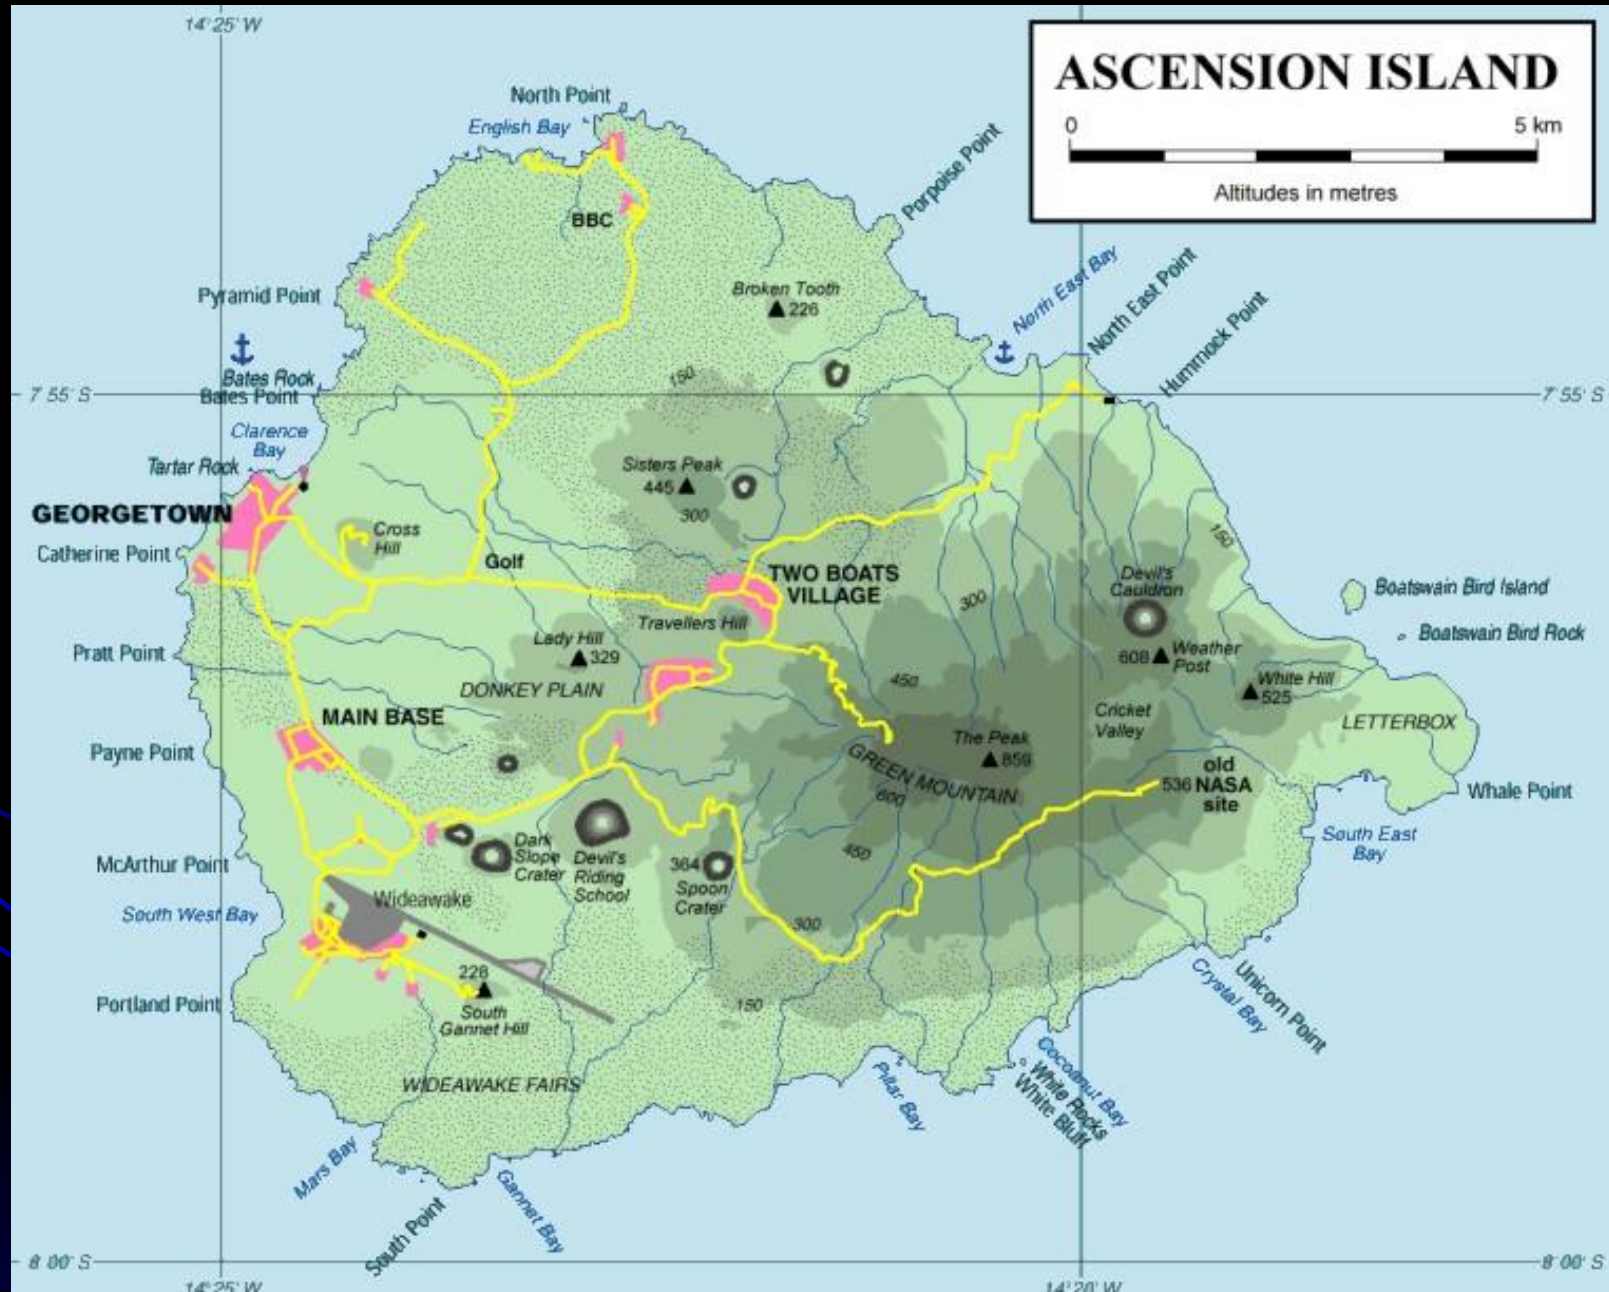 14°25' W
ASCENSION ISLAND
0
5 km
Altitudes in metres
North Point
English Bay
Porpoise Point
BBC
North East Bay
North East Point
Pyramid Point
Broken Tooth
226
Hummock Point
Bates Rock
150
7 55' S
Bates Point
7 55' S
Clarence
Bay
Tartar Rock
Sisters Peak
445
300
GEORGETOWN
Cross
Hill
150
Catherine Point
Golf
TWO BOATS
VILLAGE
Devil's
Cauldron
Boatswain Bird Island
300
Travellers Hill
Boatswain Bird Rock
Lady Hill
329
Pratt Point
608
Weather
Post
450
White Hill
525
DONKEY PLAIN
MAIN BASE
Cricket
Valley
LETTERBOX
Payne Point
The Peak
859
GREEN MOUNTAIN
old
NASA
site
536
600
Whale Point
South East
Bay
McArthur Point
Dark
Slope
Crater
Devil's
Riding
School
450
364
Spoon
Crater
Wideawake
South West Bay
300
228
South
Gannet Hill
Portland Point
150
Crystal Bay
Unicorn Point
WIDEAWAKE FAIRS
Pillar Bay
Cocoanut Bay
White Rocks
White Bluff
Mars Bay
South Point
Gannet Bay
8 00' S
8 00' S
14°25' W
14°20' W